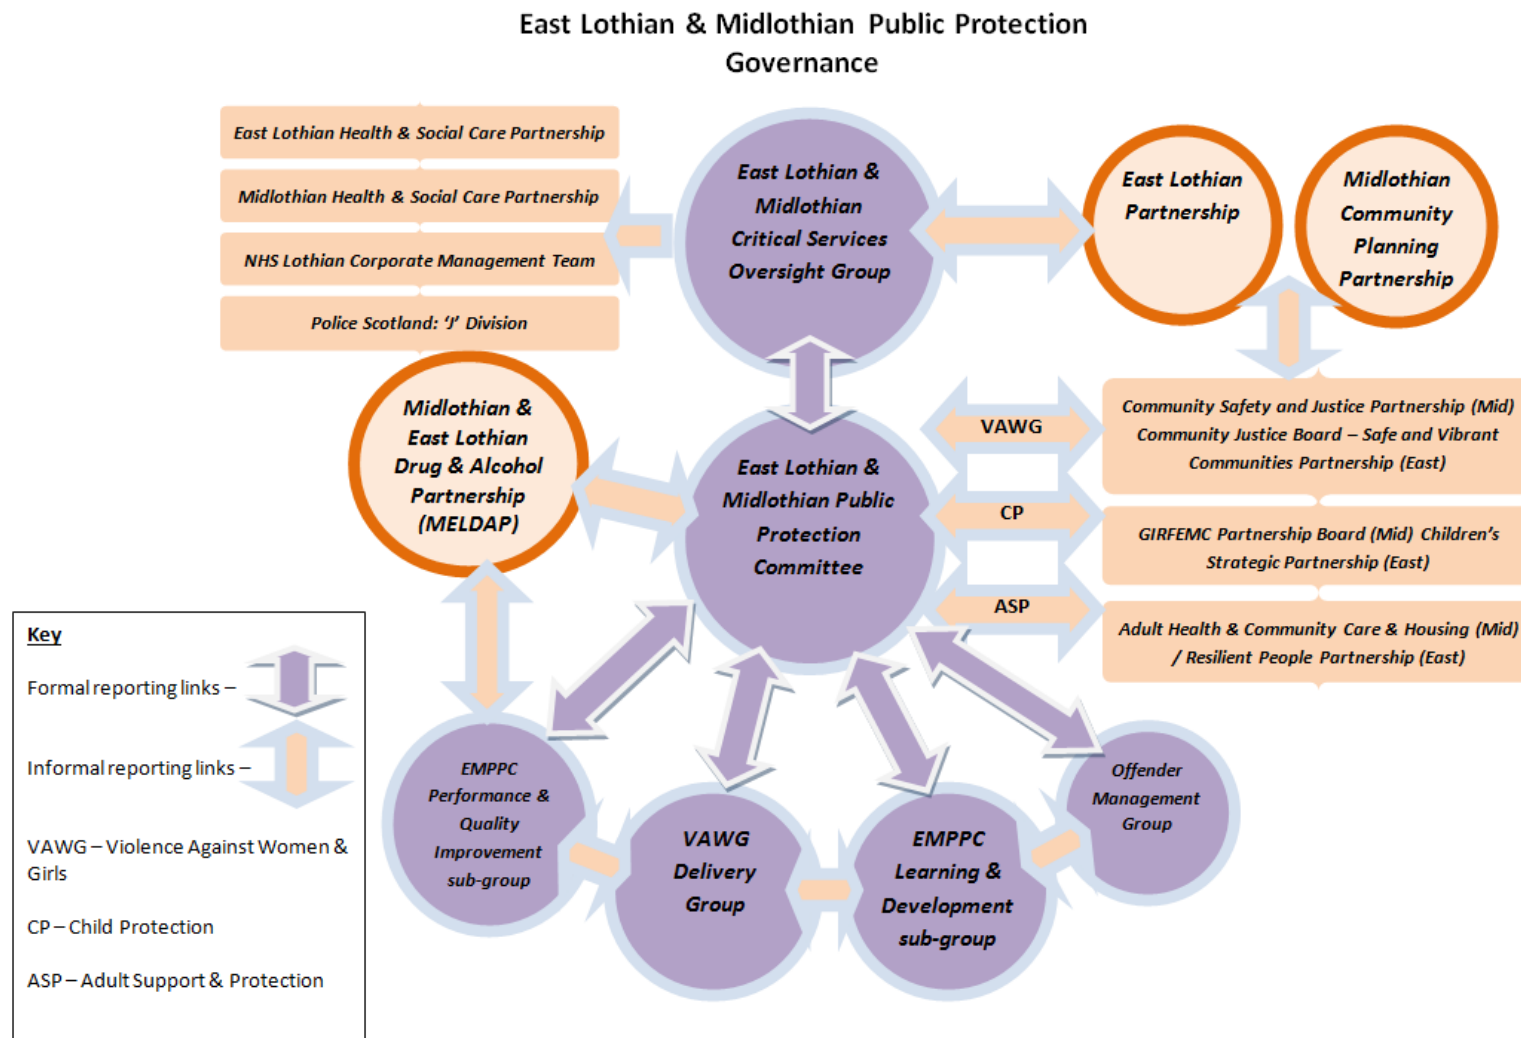 East Lothian & Midlothian Public Protection
Governance
East Lothian Health & Social Care Partnership
Midlothian Health & Social Care Partnership
NHS Lothian Corporate Management Team
Police Scotland: ‘J’ Division
East Lothian &
Midlothian
Critical Services
Oversight Group
East Lothian
Partnership
Midlothian
Community
Planning
Partnership
Midlothian &
East Lothian
Drug & Alcohol
Partnership
(MELDAP)
East Lothian &
Midlothian Public
Protection
Committee
VAWG
CP
ASP
Community Safety and Justice Partnership (Mid)
Community Justice Board – Safe and Vibrant
Communities Partnership (East)
GIRFEMC Partnership Board (Mid) Children’s
Strategic Partnership (East)
Adult Health & Community Care & Housing (Mid)
/ Resilient People Partnership (East)
Key
Formal reporting links –
Informal reporting links –
VAWG – Violence Against Women &
Girls
CP – Child Protection
ASP – Adult Support & Protection
EMPPC
Performance &
Quality
Improvement
sub-group
VAWG
Delivery
Group
EMPPC
Learning &
Development
sub-group
Offender
Management
Group